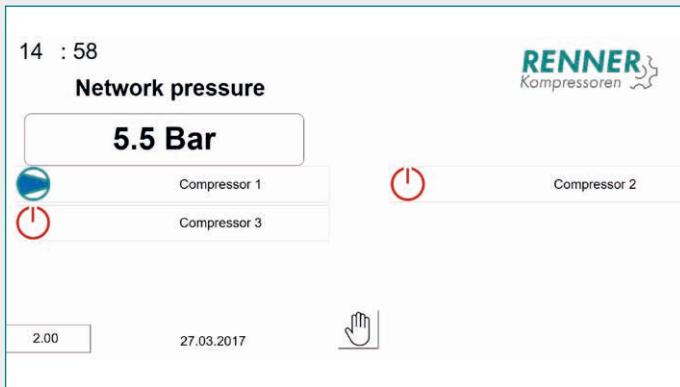 14 : 58
RENNER
Kompressoren
Network pressure
5.5 Bar
Compressor 1
Compressor 2
Compressor 3
2.00
27.03.2017